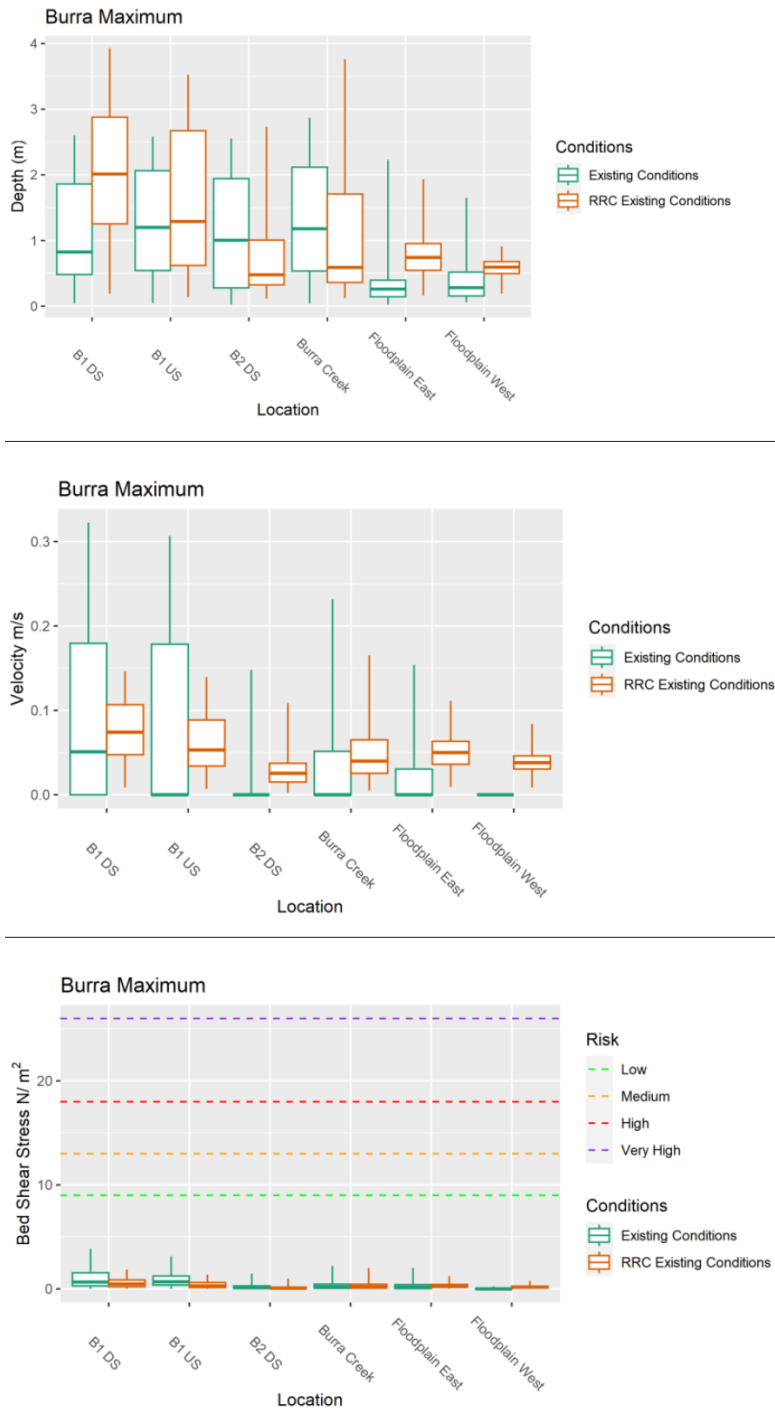 Burra Maximum
4
3
2
1
0
Depth (m)
B1 DS
B1 US
B2 DS
Burra Creek
Floodplain East
Floodplain West
Location
Conditions
Existing Conditions
RRC Existing Conditions
Burra Maximum
0.3
0.2
0.1
0.0
Velocity m/s
B1 DS
B1 US
B2 DS
Burra Creek
Floodplain East
Floodplain West
Location
Conditions
Existing Conditions
RRC Existing Conditions
Burra Maximum
20
10
0
Bed Shear Stress N/ m²
B1 DS
B1 US
B2 DS
Burra Creek
Floodplain East
Floodplain West
Location
Risk
Low
Medium
High
Very High
Conditions
Existing Conditions
RRC Existing Conditions